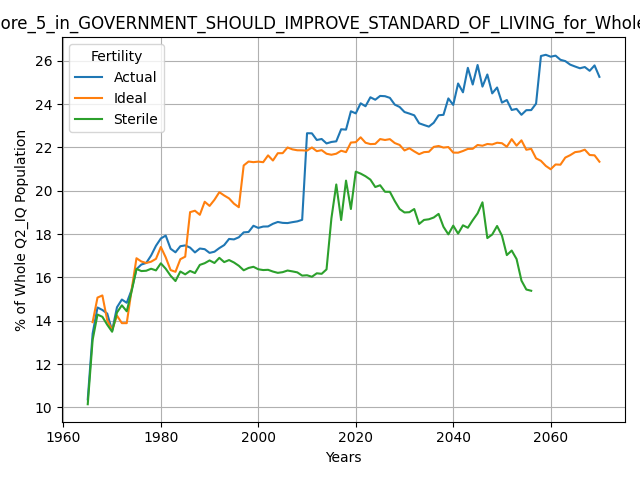 ore_5_in_GOVERNMENT_SHOULD_IMPROVE_STANDARD_OF_LIVING_for_Whole
Fertility
Actual
Ideal
Sterile
% of Whole Q2_IQ Population
26
24
22
20
18
16
14
12
10
1960
1980
2000
2020
2040
2060
Years